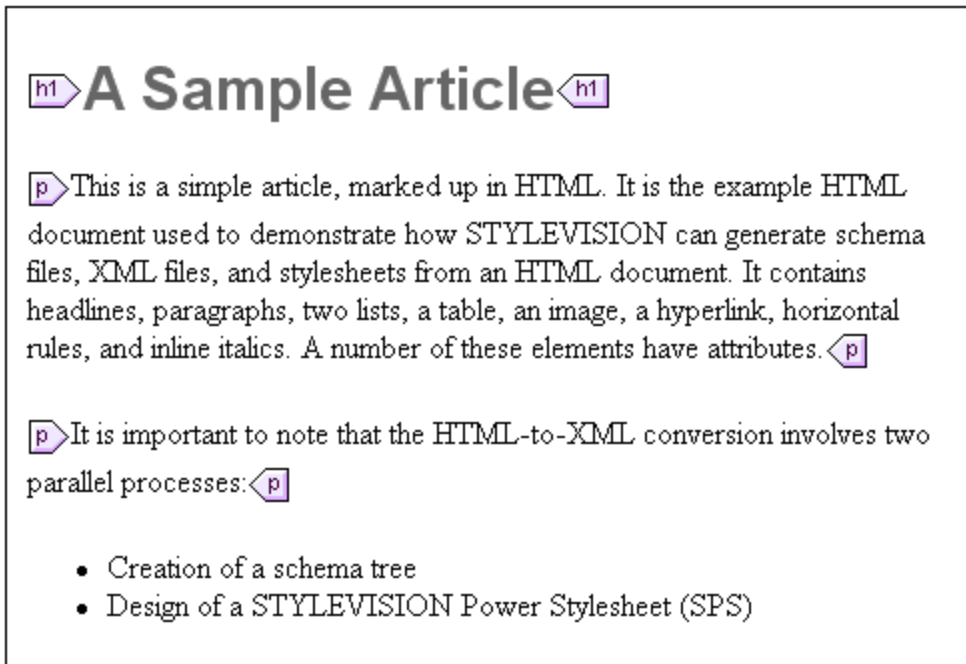 h1 A Sample Article h1
p This is a simple article, marked up in HTML. It is the example HTML
document used to demonstrate how STYLEVISION can generate schema
files, XML files, and stylesheets from an HTML document. It contains
headlines, paragraphs, two lists, a table, an image, a hyperlink, horizontal
rules, and inline italics. A number of these elements have attributes. p
p It is important to note that the HTML-to-XML conversion involves two
parallel processes: p
• Creation of a schema tree
• Design of a STYLEVISION Power Stylesheet (SPS)